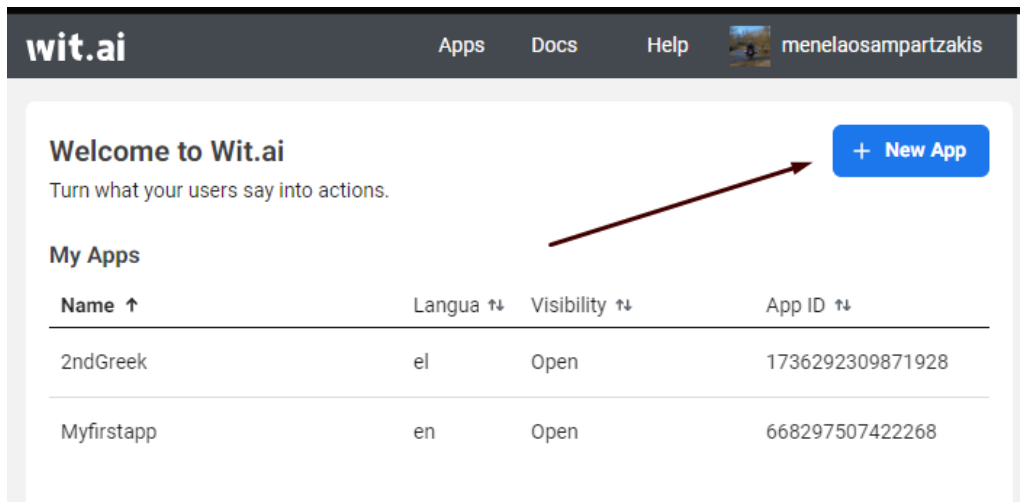 wit.ai Apps Docs Help menelaosampartzakis
Welcome to Wit.ai + New App
Turn what your users say into actions.
My Apps
Name ↑ Langua ↑↓ Visibility ↑↓ App ID ↑↓
2ndGreek el Open 1736292309871928
Myfirstapp en Open 668297507422268